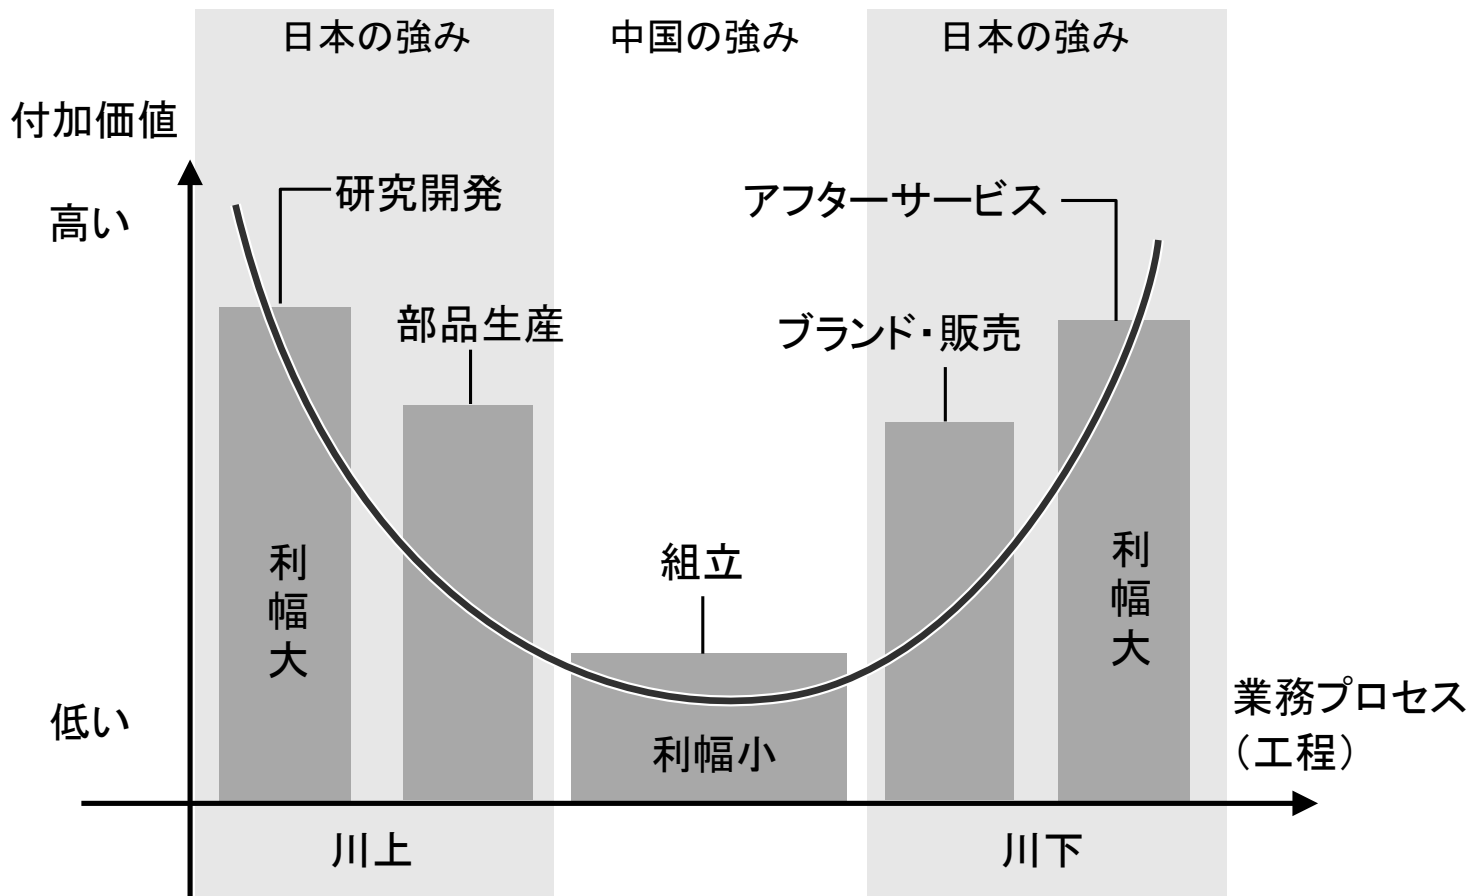 日本の強み
中国の強み
日本の強み
付加価値
高い
研究開発
アフターサービス
部品生産
ブランド・販売
組立
利幅大
利幅大
低い
利幅小
業務プロセス
（工程）
川上
川下